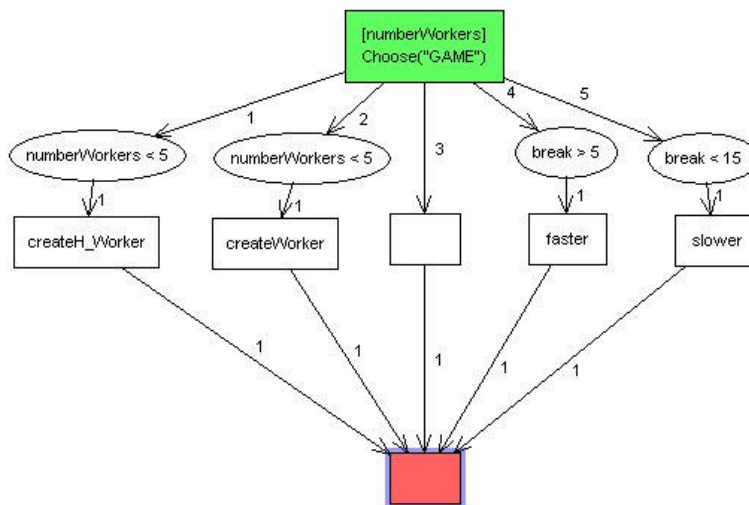 [numberWorkers]
Choose("GAME")
1
2
3
4
5
numberWorkers < 5
numberWorkers < 5
break > 5
break < 15
1
1
1
1
createH_Worker
createWorker
faster
slower
1
1
1
1
1